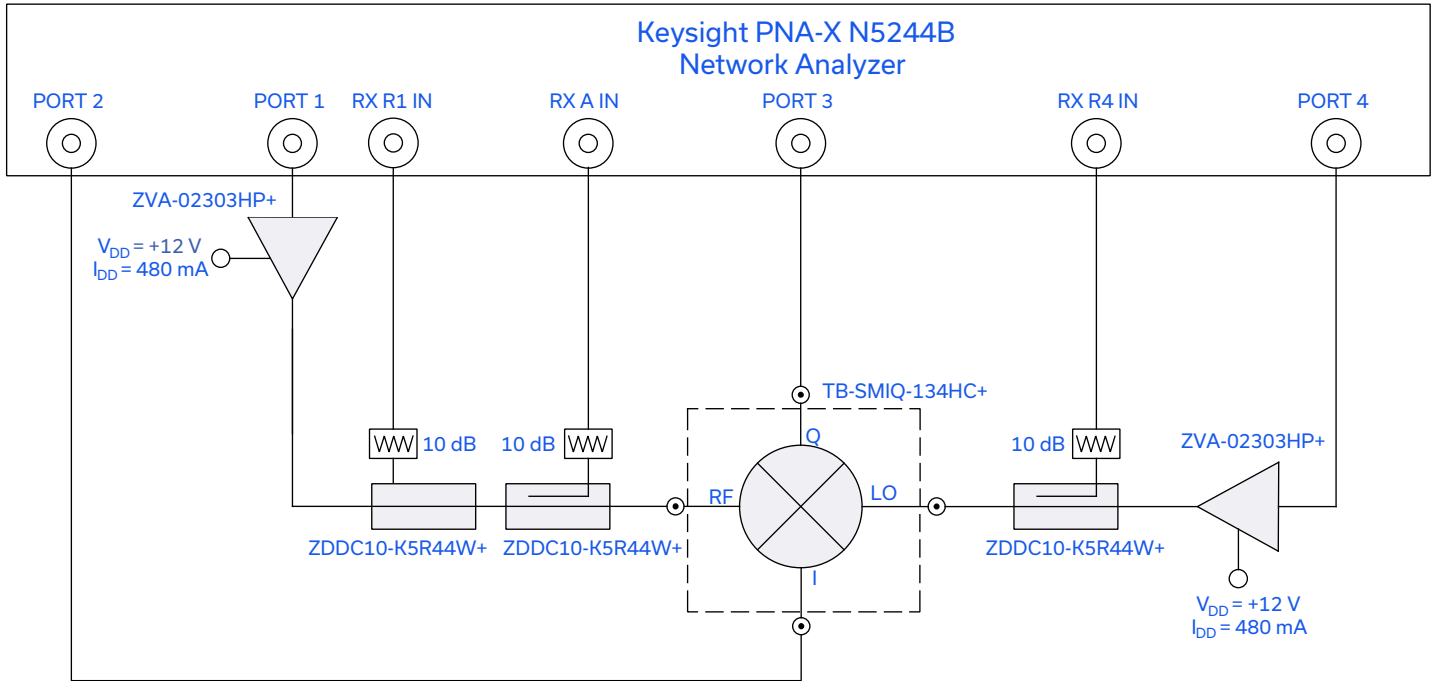 Keysight PNA-X N5244B
Network Analyzer
PORT 2
PORT 1
RX R1 IN
RX A IN
PORT 3
RX R4 IN
PORT 4
ZVA-02303HP+
VDD = +12 V
IDD = 480 mA
TB-SMIQ-134HC+
10 dB
10 dB
Q
10 dB
ZVA-02303HP+
RF
LO
ZDDC10-K5R44W+
ZDDC10-K5R44W+
ZDDC10-K5R44W+
I
VDD = +12 V
IDD = 480 mA